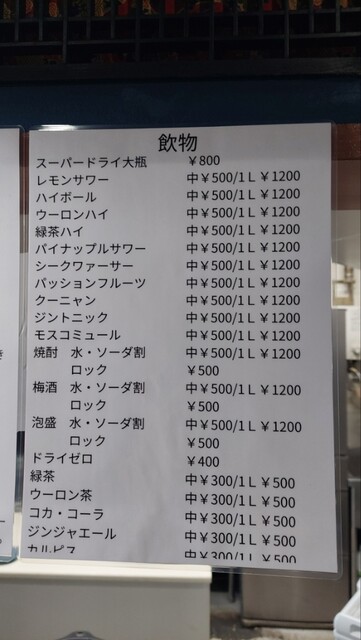 飲物
スーパードライ大瓶 ￥800
レモンサワー 中￥500/1Ｌ￥1200
ハイボール 中￥500/1Ｌ￥1200
ウーロンハイ 中￥500/1Ｌ￥1200
緑茶ハイ 中￥500/1Ｌ￥1200
パイナップルサワー 中￥500/1Ｌ￥1200
シークワァーサー 中￥500/1Ｌ￥1200
パッションフルーツ 中￥500/1Ｌ￥1200
クーニャン 中￥500/1Ｌ￥1200
ジントニック 中￥500/1Ｌ￥1200
モスコミュール 中￥500/1Ｌ￥1200
焼酎 水・ソーダ割 中￥500/1Ｌ￥1200
ロック ￥500
梅酒 水・ソーダ割 中￥500/1Ｌ￥1200
ロック ￥500
泡盛 水・ソーダ割 中￥500/1Ｌ￥1200
ロック ￥500
ドライゼロ ￥400
緑茶 中￥300/1Ｌ￥500
ウーロン茶 中￥300/1Ｌ￥500
コカ・コーラ 中￥300/1Ｌ￥500
ジンジャエール 中￥300/1Ｌ￥500
カルピス 中￥300/1Ｌ￥500